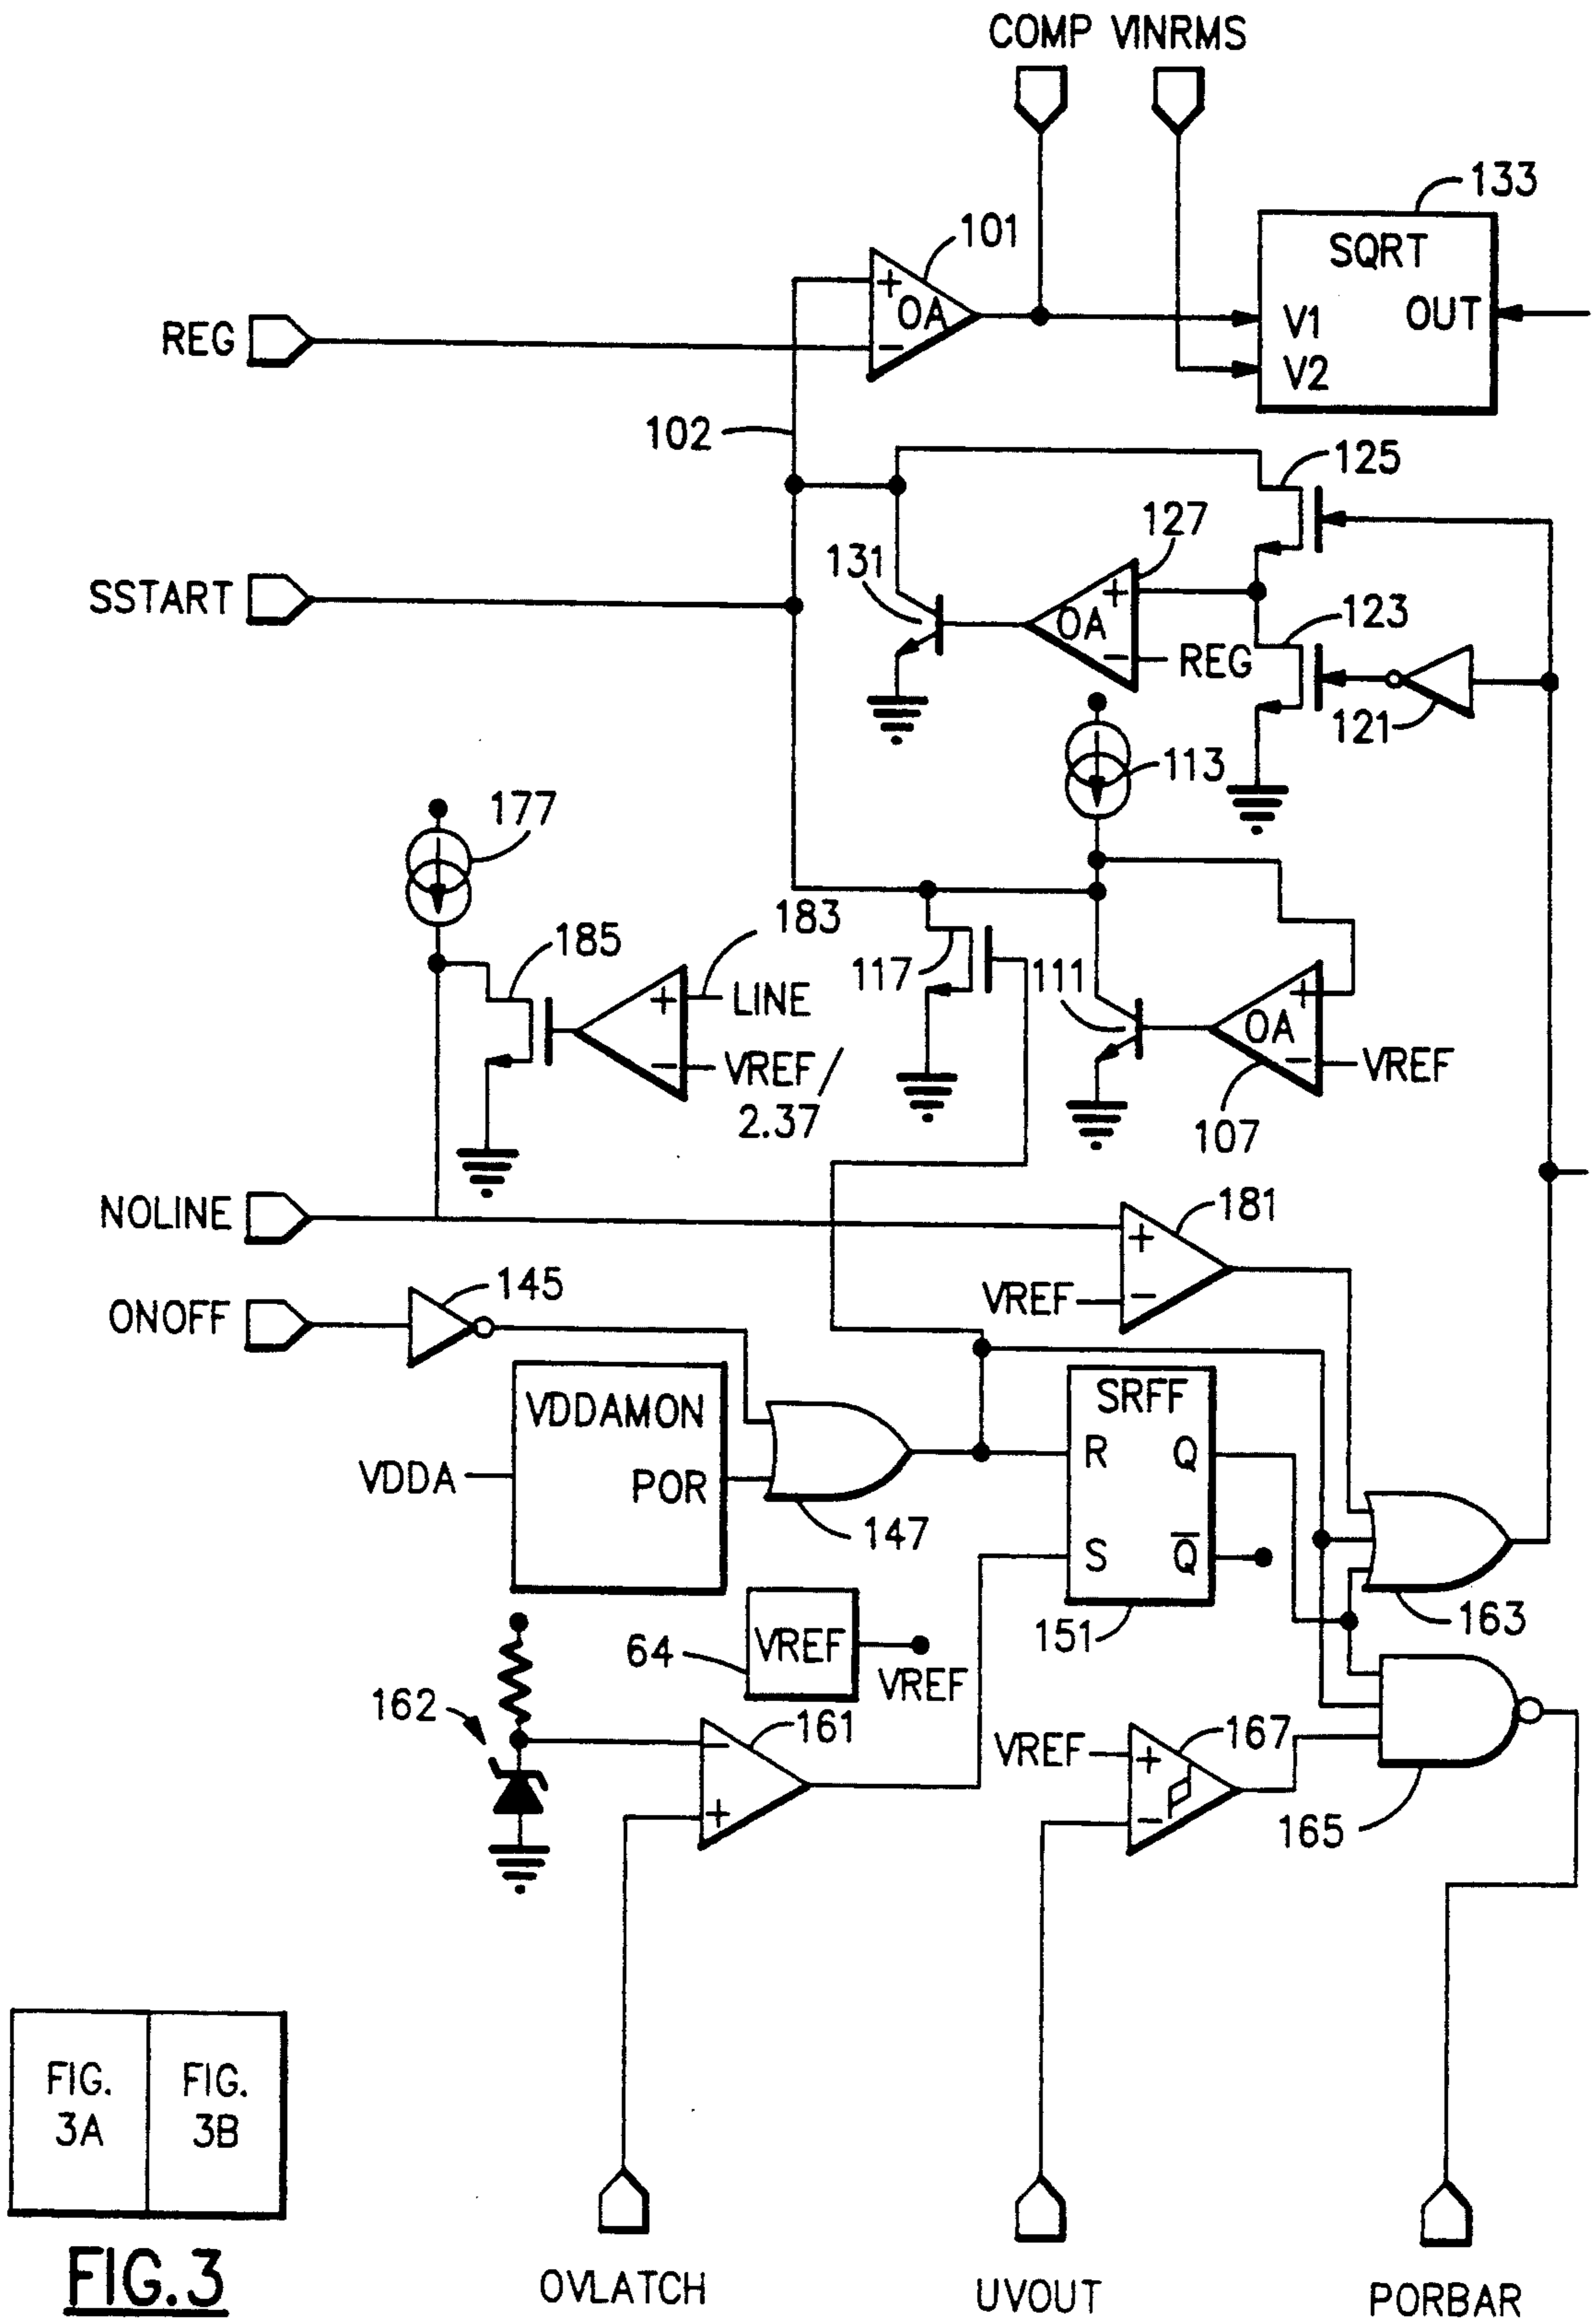 COMP VINRMS
133
SQRT
101
+
OA
-
V1
OUT
V2
REG
102
125
127
131
+
OA
-
REG
SSTART
123
121
113
177
183
185
+
LINE
-
VREF/
2.37
117
111
+
OA
-
VREF
107
NOLINE
181
+
VREF
-
ONOFF
145
VDDAMON
VDDA
POR
147
SRFF
R
Q
S
Q̅
151
163
64
VREF
VREF
162
161
-
+
VREF
+
167
-
165
FIG.
3A
FIG.
3B
FIG.3
OVLATCH
UVOUT
PORBAR